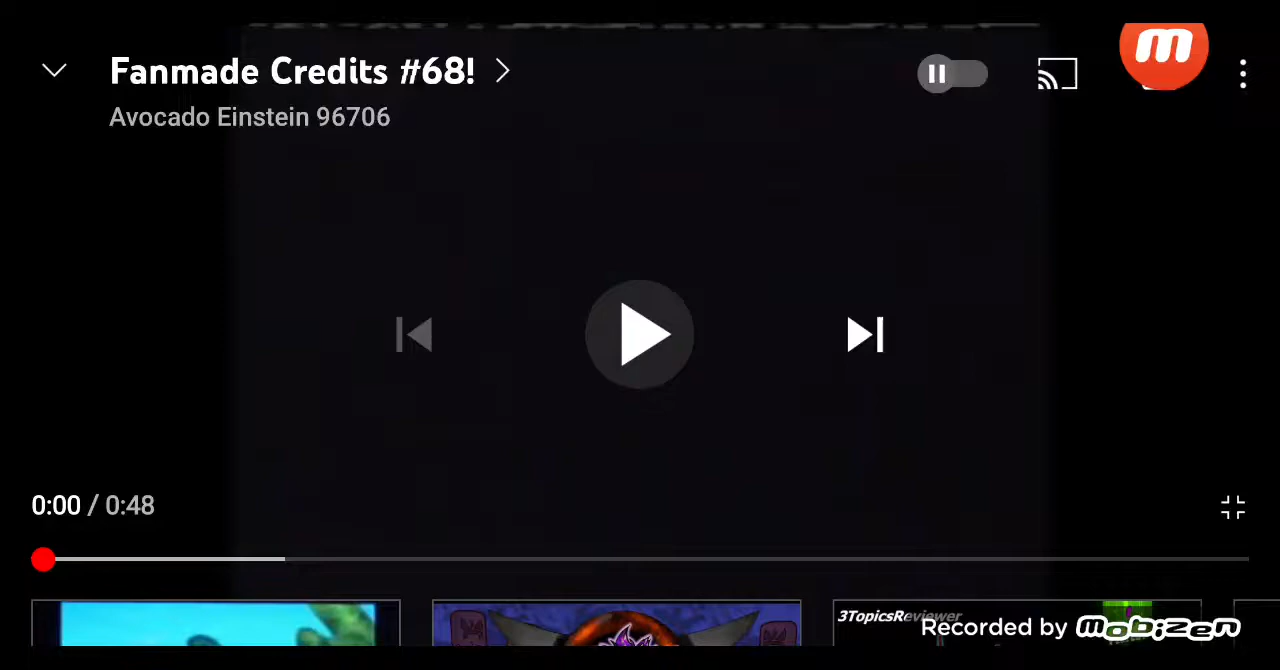 Fanmade Credits #68!
Avocado Einstein 96706
0:00 / 0:48
3TopicsReviewer
Recorded by mobizen